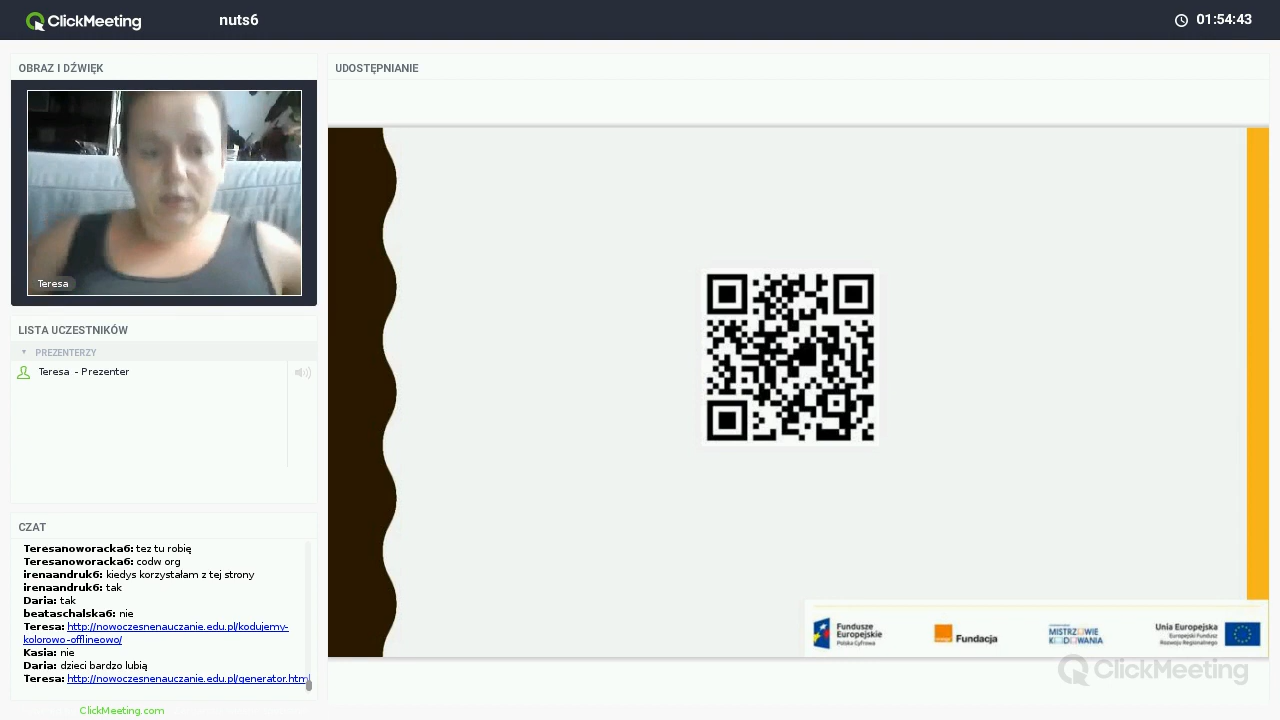 ClickMeeting
nuts6
01:54:43
OBRAZ I DŹWIĘK
Teresa
LISTA UCZESTNIKÓW
PREZENTERZY
Teresa - Prezenter
CZAT
Teresanoworacka6: tez tu robię
Teresanoworacka6: codw org
irenaandruk6: kiedys korzystałam z tej strony
irenaandruk6: tak
Daria: tak
beataschalska6: nie
Teresa: http://nowoczesnenauczanie.edu.pl/kodujemy-
kolorowo-offlineowo/
Kasia: nie
Daria: dzieci bardzo lubią
Teresa: http://nowoczesnenauczanie.edu.pl/generator.html
ClickMeeting.com
UDOSTĘPNIANIE
Fundusze
Europejskie
Polska Cyfrowa
Fundacja
MISTRZOWIE
KODOWANIA
Unia Europejska
Europejski Fundusz
Rozwoju Regionalnego
ClickMeeting